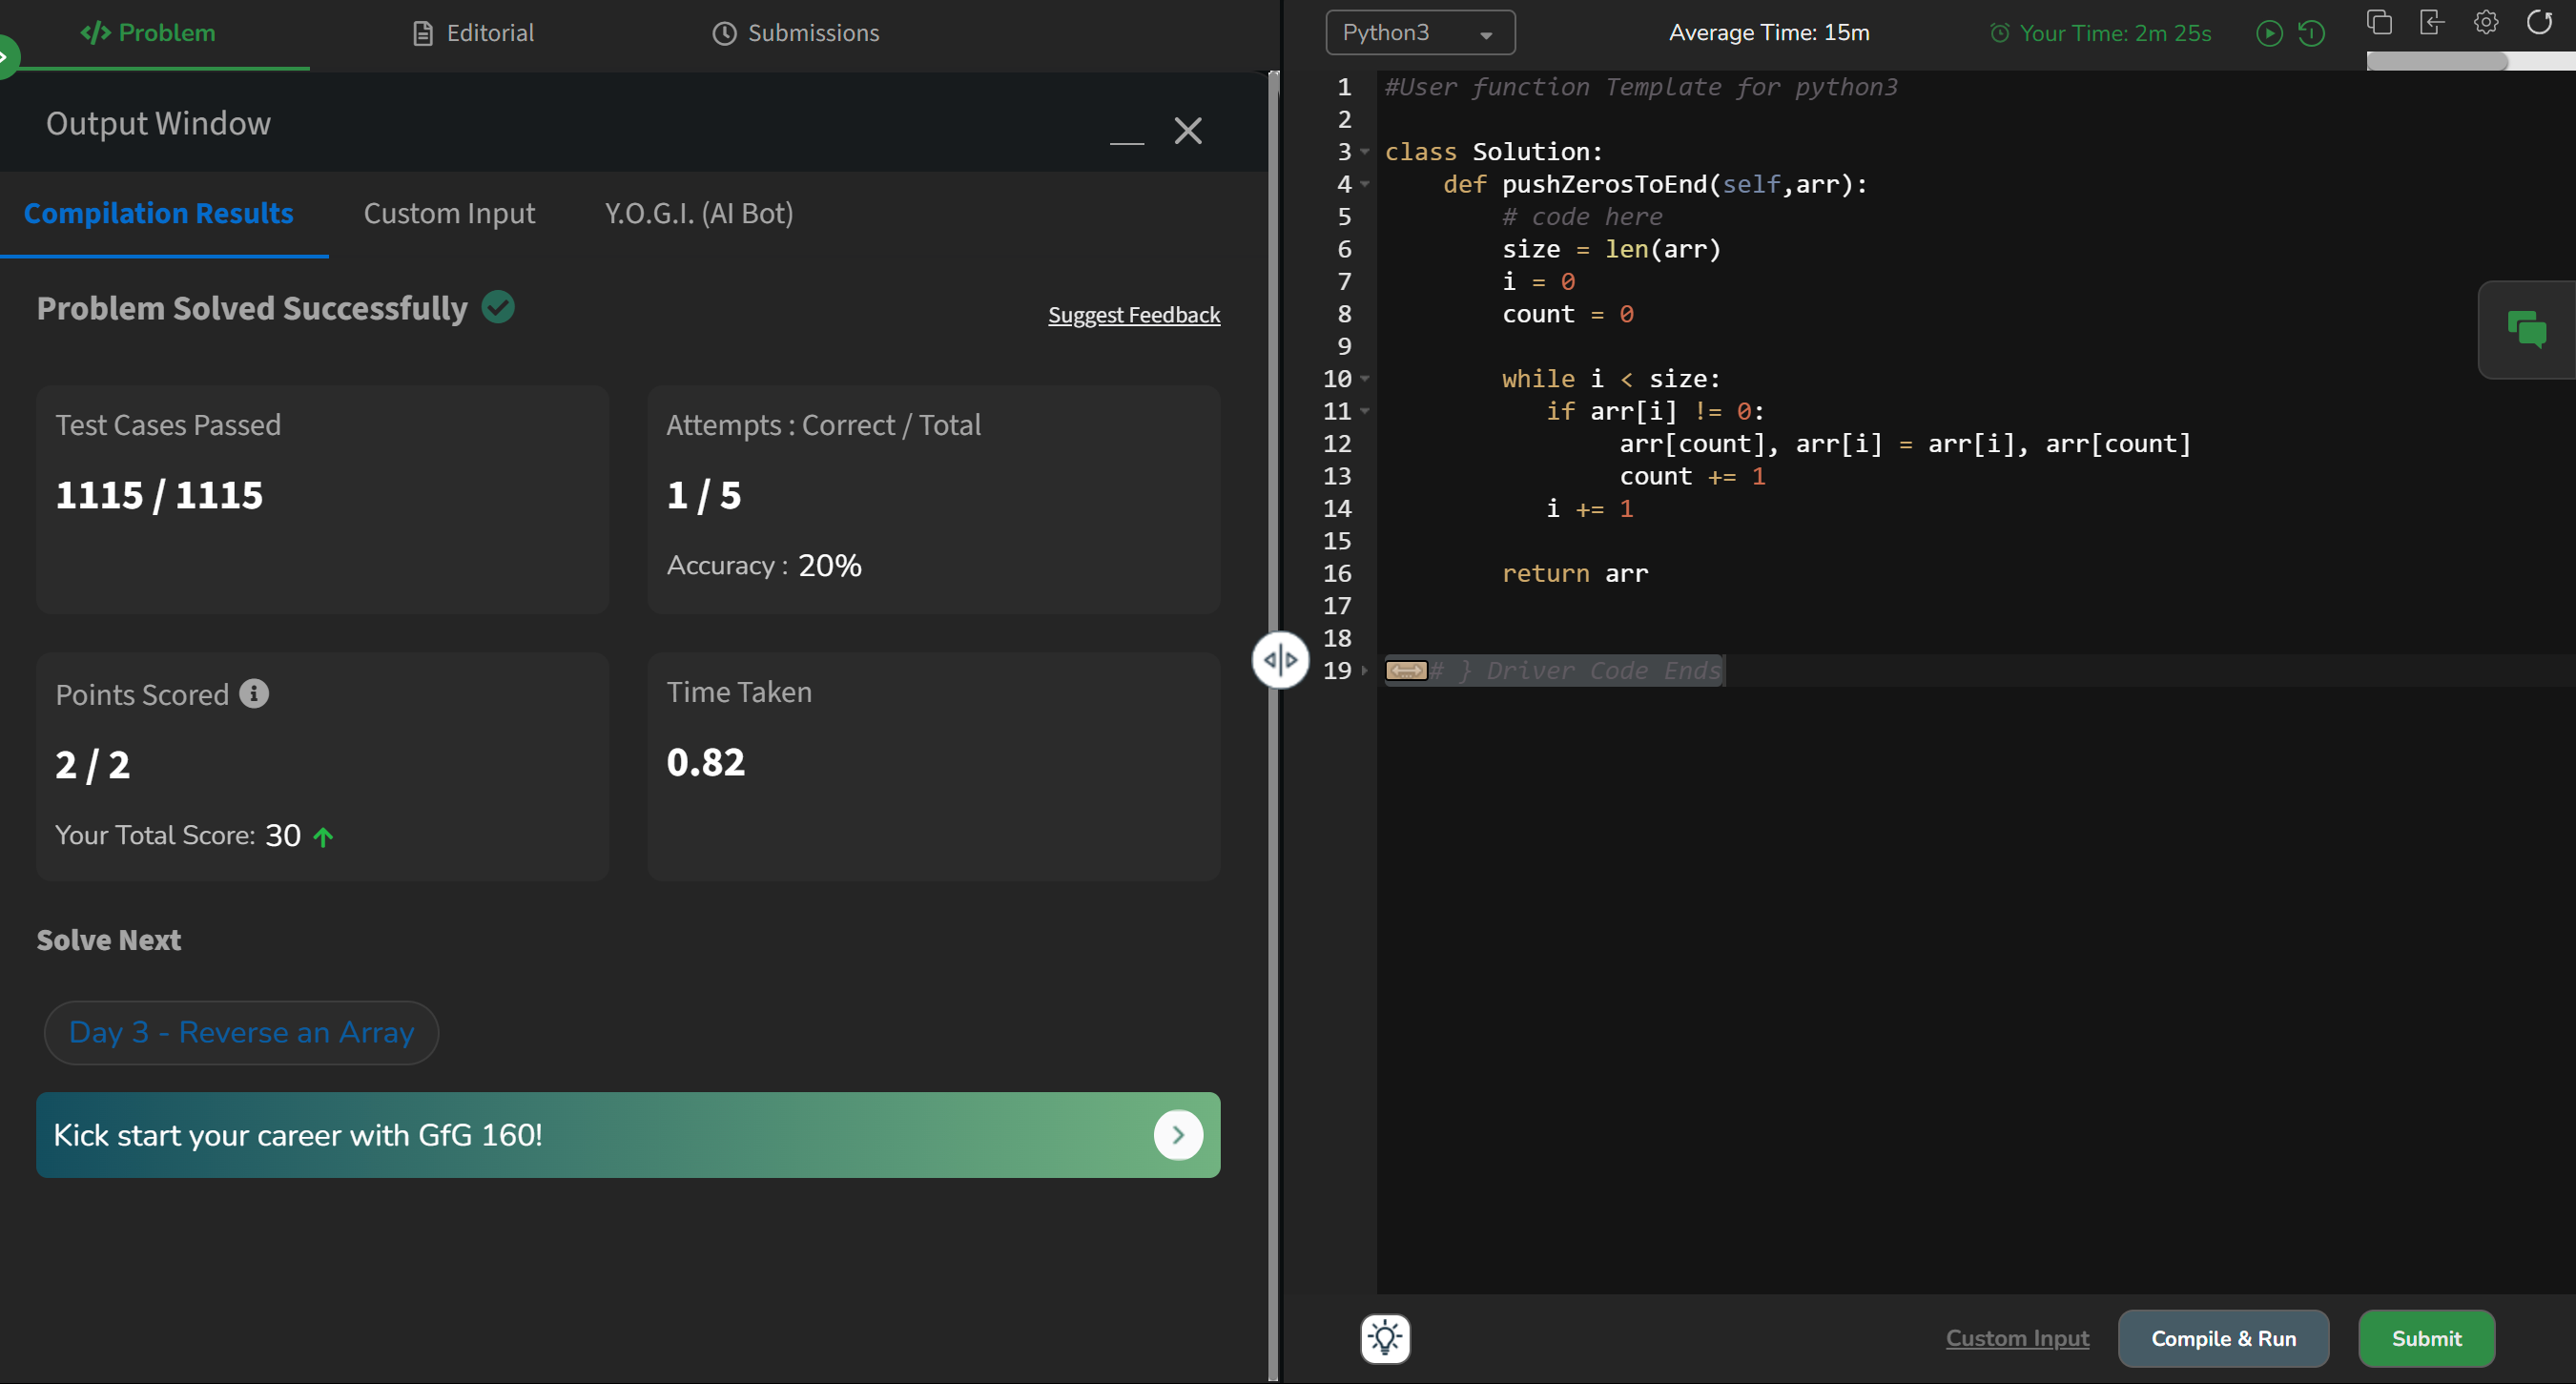 </> Problem
Editorial
Submissions
Output Window
Compilation Results
Custom Input
Y.O.G.I. (AI Bot)
Problem Solved Successfully
Suggest Feedback
Test Cases Passed
1115 / 1115
Attempts : Correct / Total
1 / 5
Accuracy : 20%
Points Scored
2 / 2
Your Total Score: 30
Time Taken
0.82
Solve Next
Day 3 - Reverse an Array
Kick start your career with GfG 160!
Python3
Average Time: 15m
Your Time: 2m 25s
1 #User function Template for python3
2
3 class Solution:
4     def pushZerosToEnd(self,arr):
5         # code here
6         size = len(arr)
7         i = 0
8         count = 0
9
10         while i < size:
11            if arr[i] != 0:
12                 arr[count], arr[i] = arr[i], arr[count]
13                 count += 1
14            i += 1
15
16         return arr
17
18
19 # } Driver Code Ends
Custom Input
Compile & Run
Submit